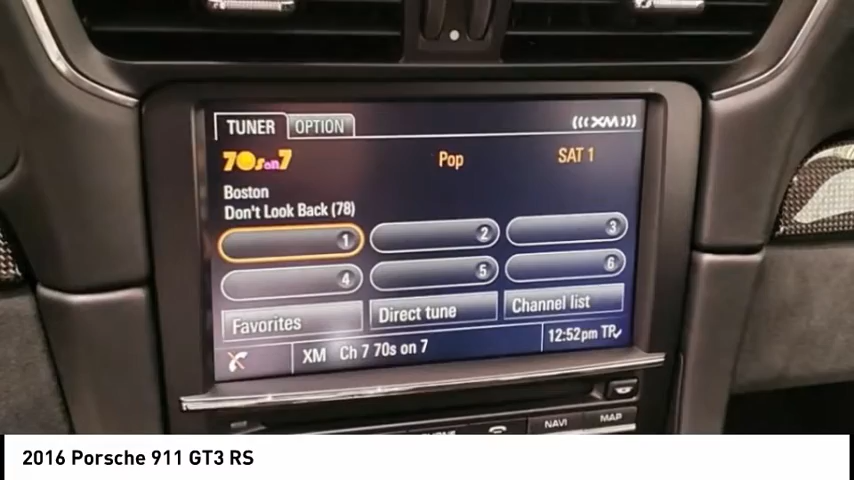 TUNER OPTION XM
70s on 7 Pop SAT 1
Boston
Don't Look Back (78)
1 2 3
4 5 6
Favorites Direct tune Channel list
XM Ch 7 70s on 7 12:52pm TP
NAVI MAP
2016 Porsche 911 GT3 RS